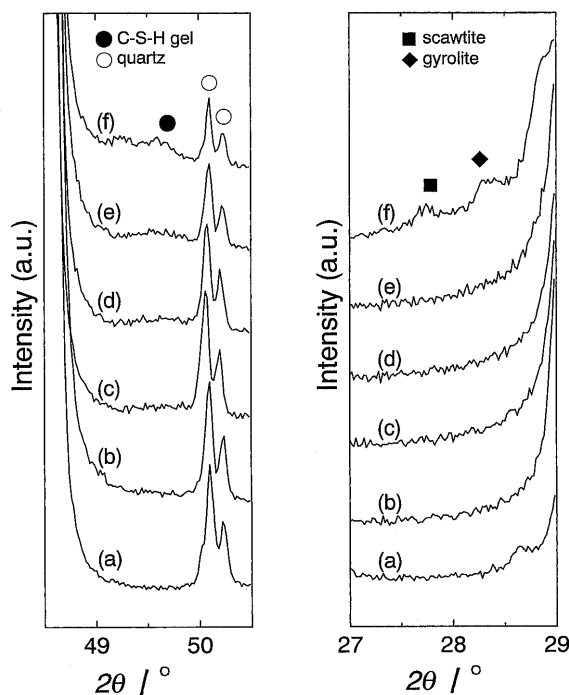 ● C-S-H gel
○ quartz
(f)
(e)
(d)
(c)
(b)
(a)
Intensity (a.u.)
49 50
2θ / °
■ scawtite
◆ gyrolite
(f)
(e)
(d)
(c)
(b)
(a)
Intensity (a.u.)
27 28 29
2θ / °